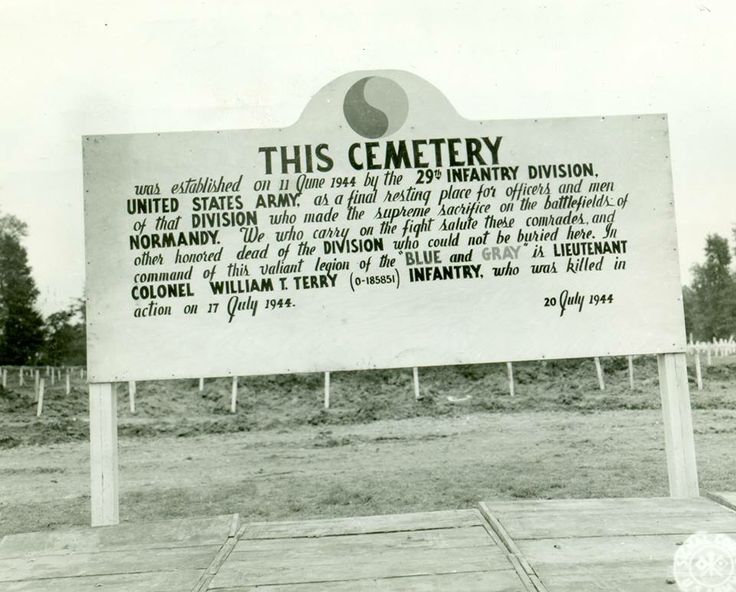 THIS CEMETERY
was established on 11 June 1944 by the 29th INFANTRY DIVISION,
UNITED STATES ARMY, as a final resting place for officers and men
of that DIVISION who made the supreme sacrifice on the battlefields of
NORMANDY. We who carry on the fight salute these comrades, and
other honored dead of the DIVISION who could not be buried here. In
command of this valiant legion of the "BLUE and GRAY" is LIEUTENANT
COLONEL WILLIAM T. TERRY (O-185851) INFANTRY, who was killed in
action on 17 July 1944.
20 July 1944